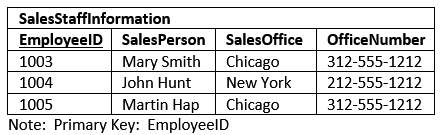 SalesStaffInformation
EmployeeID SalesPerson SalesOffice OfficeNumber
1003 Mary Smith Chicago 312-555-1212
1004 John Hunt New York 212-555-1212
1005 Martin Hap Chicago 312-555-1212
Note: Primary Key: EmployeeID